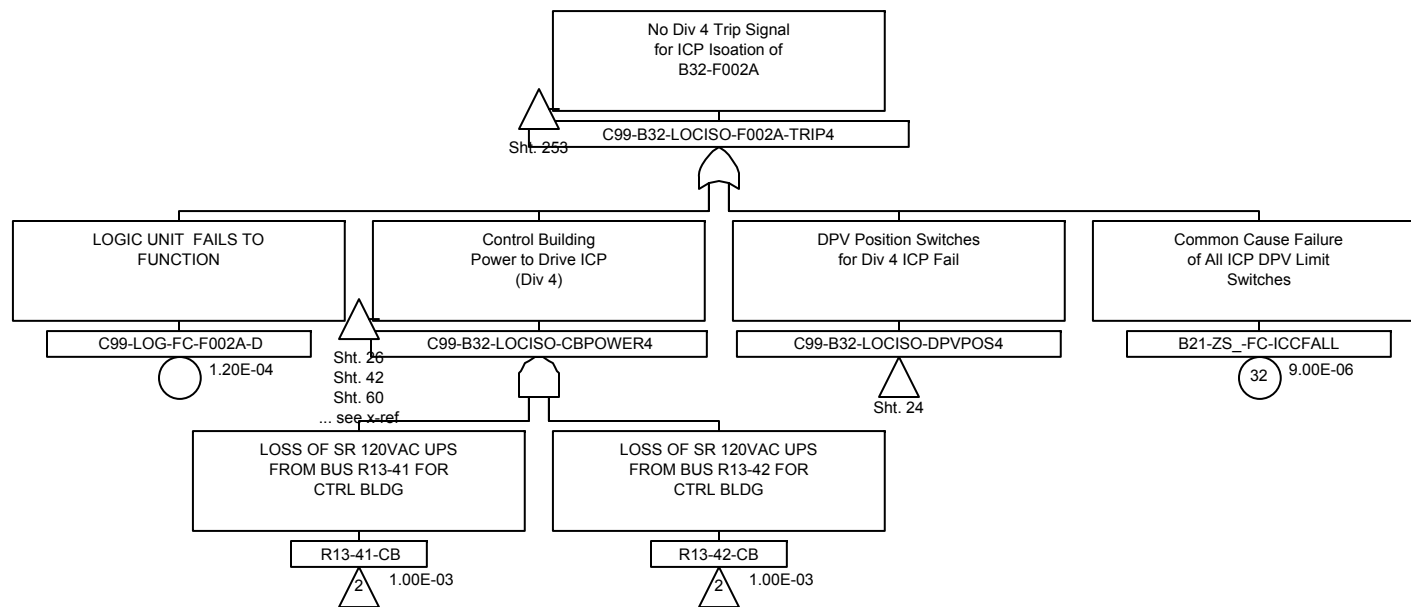 No Div 4 Trip Signal
for ICP Isoation of
B32-F002A
C99-B32-LOCISO-F002A-TRIP4
Sht. 253
LOGIC UNIT FAILS TO
FUNCTION
C99-LOG-FC-F002A-D
1.20E-04
Control Building
Power to Drive ICP
(Div 4)
C99-B32-LOCISO-CBPOWER4
Sht. 26
Sht. 42
Sht. 60
... see x-ref
DPV Position Switches
for Div 4 ICP Fail
C99-B32-LOCISO-DPVPOS4
Sht. 24
Common Cause Failure
of All ICP DPV Limit
Switches
B21-ZS_-FC-ICCFALL
32
9.00E-06
LOSS OF SR 120VAC UPS
FROM BUS R13-41 FOR
CTRL BLDG
R13-41-CB
2
1.00E-03
LOSS OF SR 120VAC UPS
FROM BUS R13-42 FOR
CTRL BLDG
R13-42-CB
2
1.00E-03